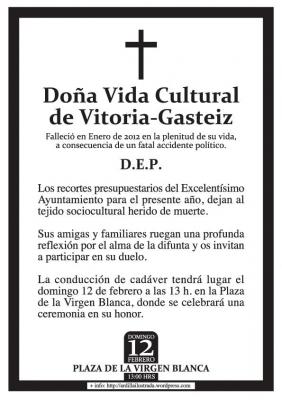 Doña Vida Cultural
de Vitoria-Gasteiz
Falleció en Enero de 2012 en la plenitud de su vida,
a consecuencia de un fatal accidente político.
D.E.P.
Los recortes presupuestarios del Excelentísimo
Ayuntamiento para el presente año, dejan al
tejido sociocultural herido de muerte.
Sus amigas y familiares ruegan una profunda
reflexión por el alma de la difunta y os invitan
a participar en su duelo.
La conducción de cadáver tendrá lugar el
domingo 12 de febrero a las 13 h. en la Plaza
de la Virgen Blanca, donde se celebrará una
ceremonia en su honor.
DOMINGO
12
FEBRERO
PLAZA DE LA VIRGEN BLANCA
13:00 HRS
+ info: http://ardillailostrada.wordpress.com